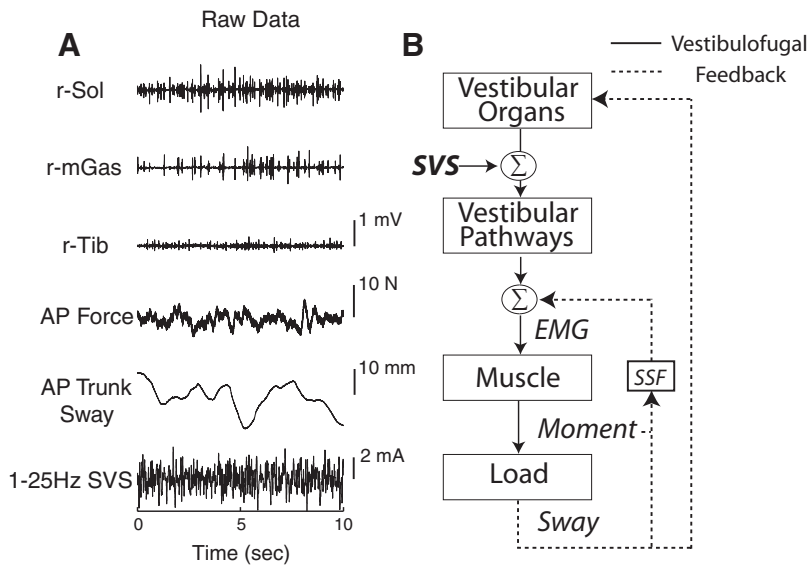 Raw Data
A
r-Sol
r-mGas
r-Tib
1 mV
10 N
AP Force
10 mm
AP Trunk
Sway
2 mA
1-25Hz SVS
0 5 10
Time (sec)
B
Vestibulofugal
Feedback
Vestibular
Organs
SVS
Σ
Vestibular
Pathways
Σ
EMG
Muscle
SSF
Moment
Load
Sway